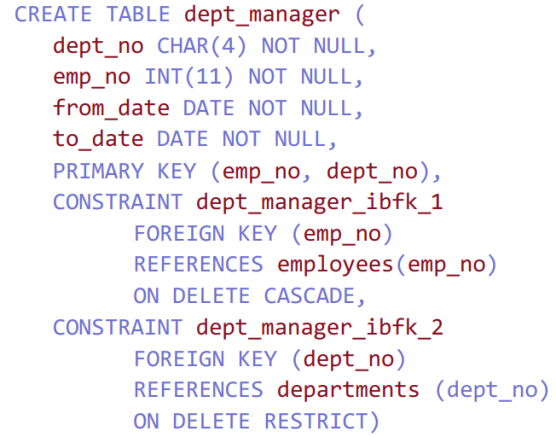 CREATE TABLE dept_manager (
dept_no CHAR(4) NOT NULL,
emp_no INT(11) NOT NULL,
from_date DATE NOT NULL,
to_date DATE NOT NULL,
PRIMARY KEY (emp_no, dept_no),
CONSTRAINT dept_manager_ibfk_1
FOREIGN KEY (emp_no)
REFERENCES employees(emp_no)
ON DELETE CASCADE,
CONSTRAINT dept_manager_ibfk_2
FOREIGN KEY (dept_no)
REFERENCES departments (dept_no)
ON DELETE RESTRICT)